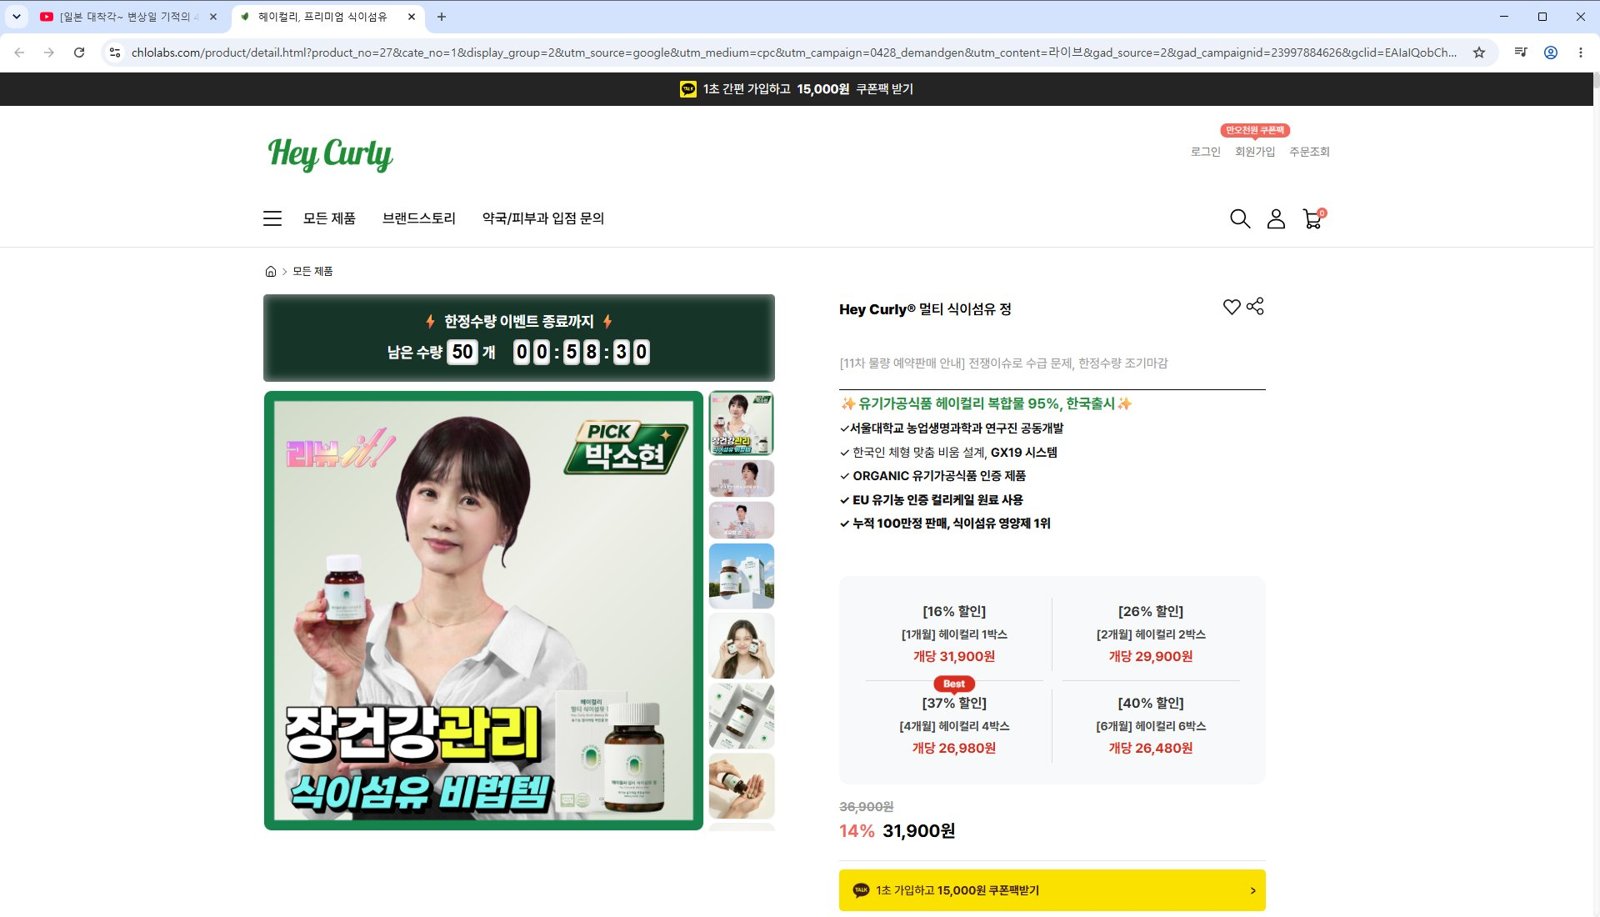 [일본 대착각~ 변상일 기적의 4
헤이컬리, 프리미엄 식이섬유
chlolabs.com/product/detail.html?product_no=27&cate_no=1&display_group=2&utm_source=google&utm_medium=cpc&utm_campaign=0428_demandgen&utm_content=라이브&gad_source=2&gad_campaignid=23997884626&gclid=EAIaIQobCh...
TALK 1초 간편 가입하고 15,000원 쿠폰팩 받기
Hey Curly
만오천원 쿠폰팩
로그인 회원가입 주문조회
모든 제품 브랜드스토리 약국/피부과 입점 문의
0
> 모든 제품
한정수량 이벤트 종료까지
남은 수량 50 개 00:58:30
리뷰it!
PICK
박소현
장건강관리
식이섬유 비법템
Hey Curly® 멀티 식이섬유 정
[11차 물량 예약판매 안내] 전쟁이슈로 수급 문제, 한정수량 조기마감
✨유기가공식품 헤이컬리 복합물 95%, 한국출시✨
✓서울대학교 농업생명과학과 연구진 공동개발
✓ 한국인 체형 맞춤 비움 설계, GX19 시스템
✓ ORGANIC 유기가공식품 인증 제품
✓ EU 유기농 인증 컬리케일 원료 사용
✓ 누적 100만정 판매, 식이섬유 영양제 1위
[16% 할인]
[1개월] 헤이컬리 1박스
개당 31,900원
[26% 할인]
[2개월] 헤이컬리 2박스
개당 29,900원
Best
[37% 할인]
[4개월] 헤이컬리 4박스
개당 26,980원
[40% 할인]
[6개월] 헤이컬리 6박스
개당 26,480원
36,900원
14% 31,900원
TALK 1초 가입하고 15,000원 쿠폰팩받기 >